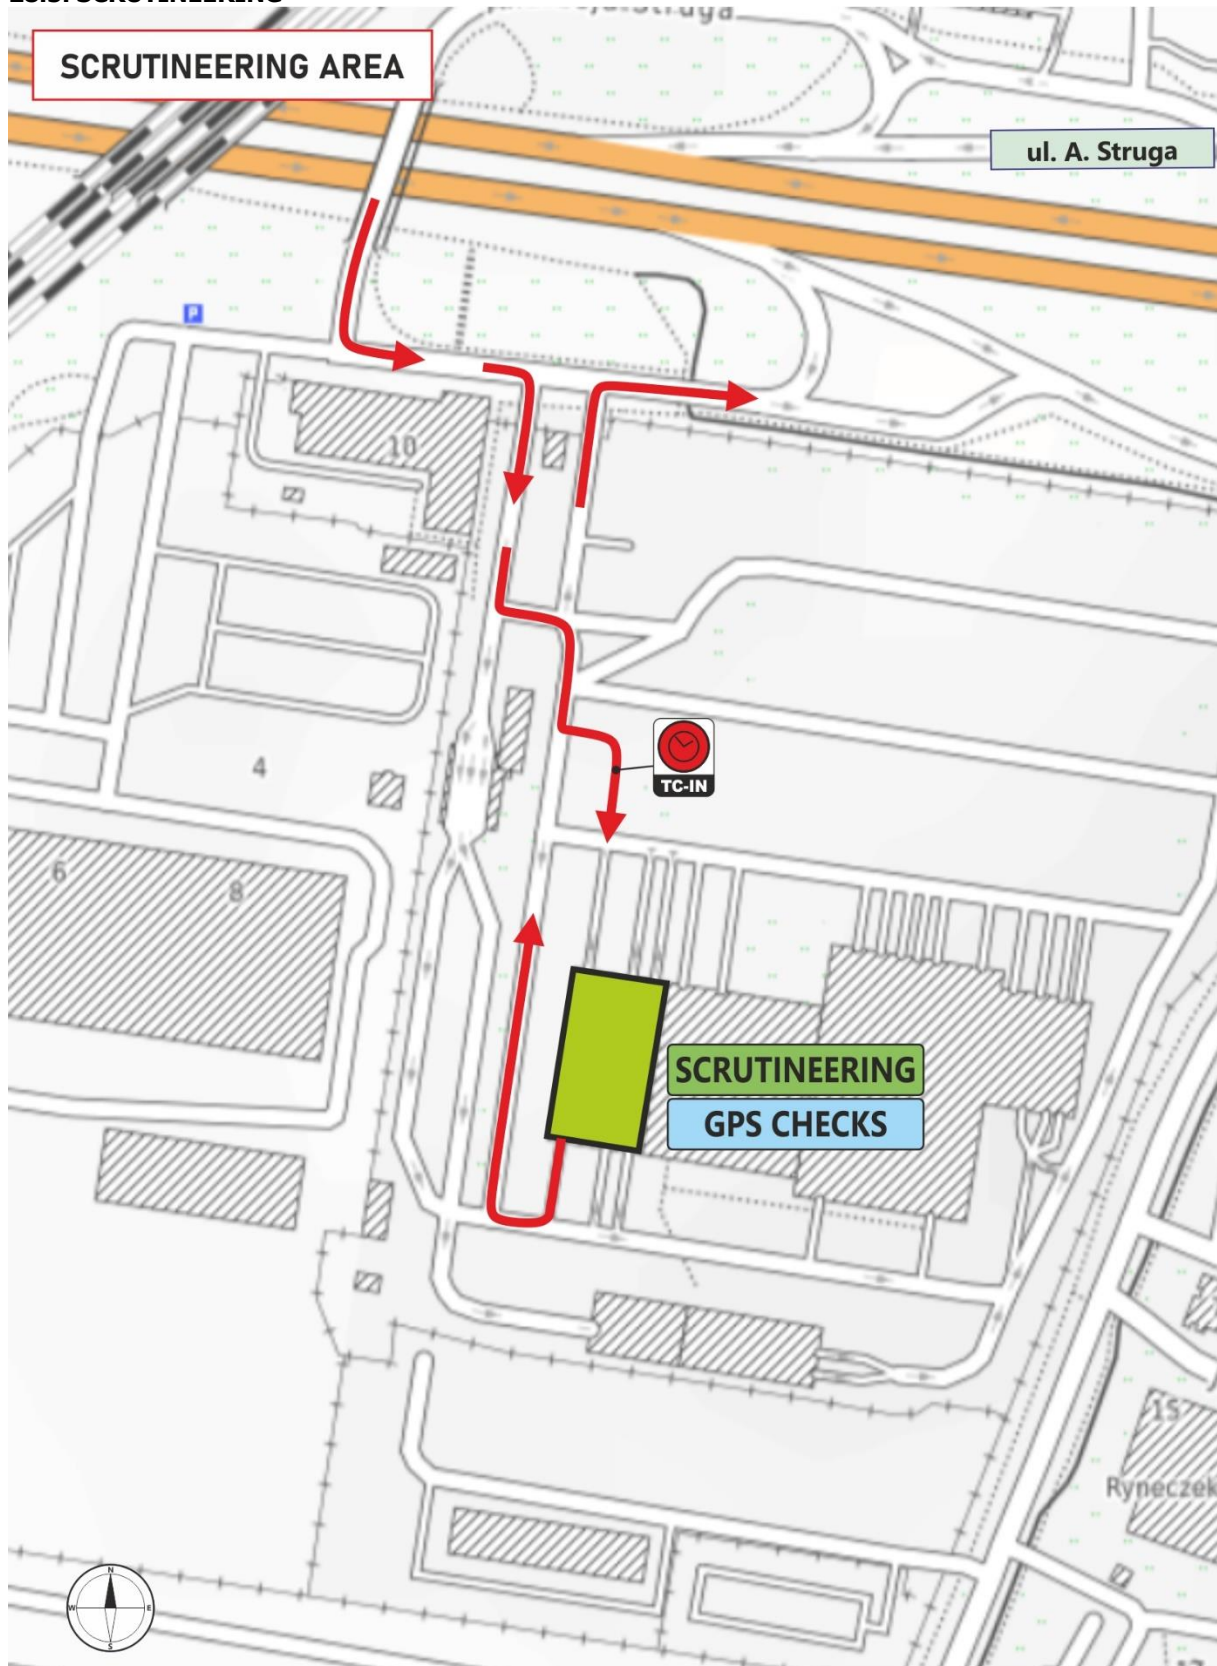 SCRUTINEERING AREA
ul. A. Struga
P
10
TC-IN
4
6
8
SCRUTINEERING
GPS CHECKS
15
Ryneczek
N
W
E
S